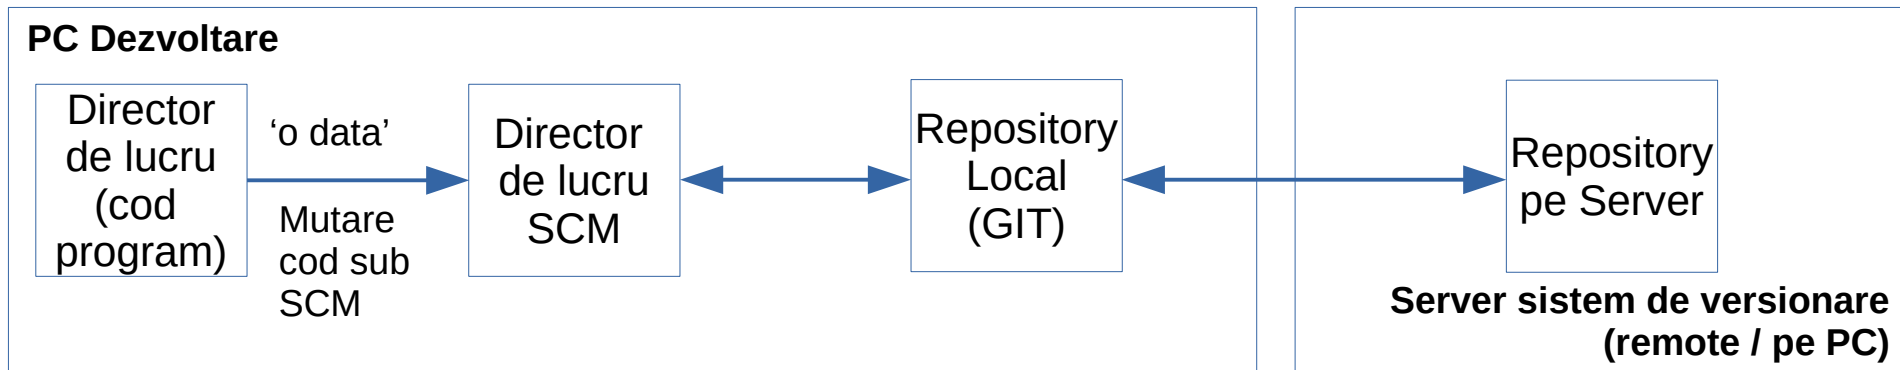 PC Dezvoltare
Director
de lucru
(cod
program)
‘o data’
Mutare
cod sub
SCM
Director
de lucru
SCM
Repository
Local
(GIT)
Repository
pe Server
Server sistem de versionare
(remote / pe PC)